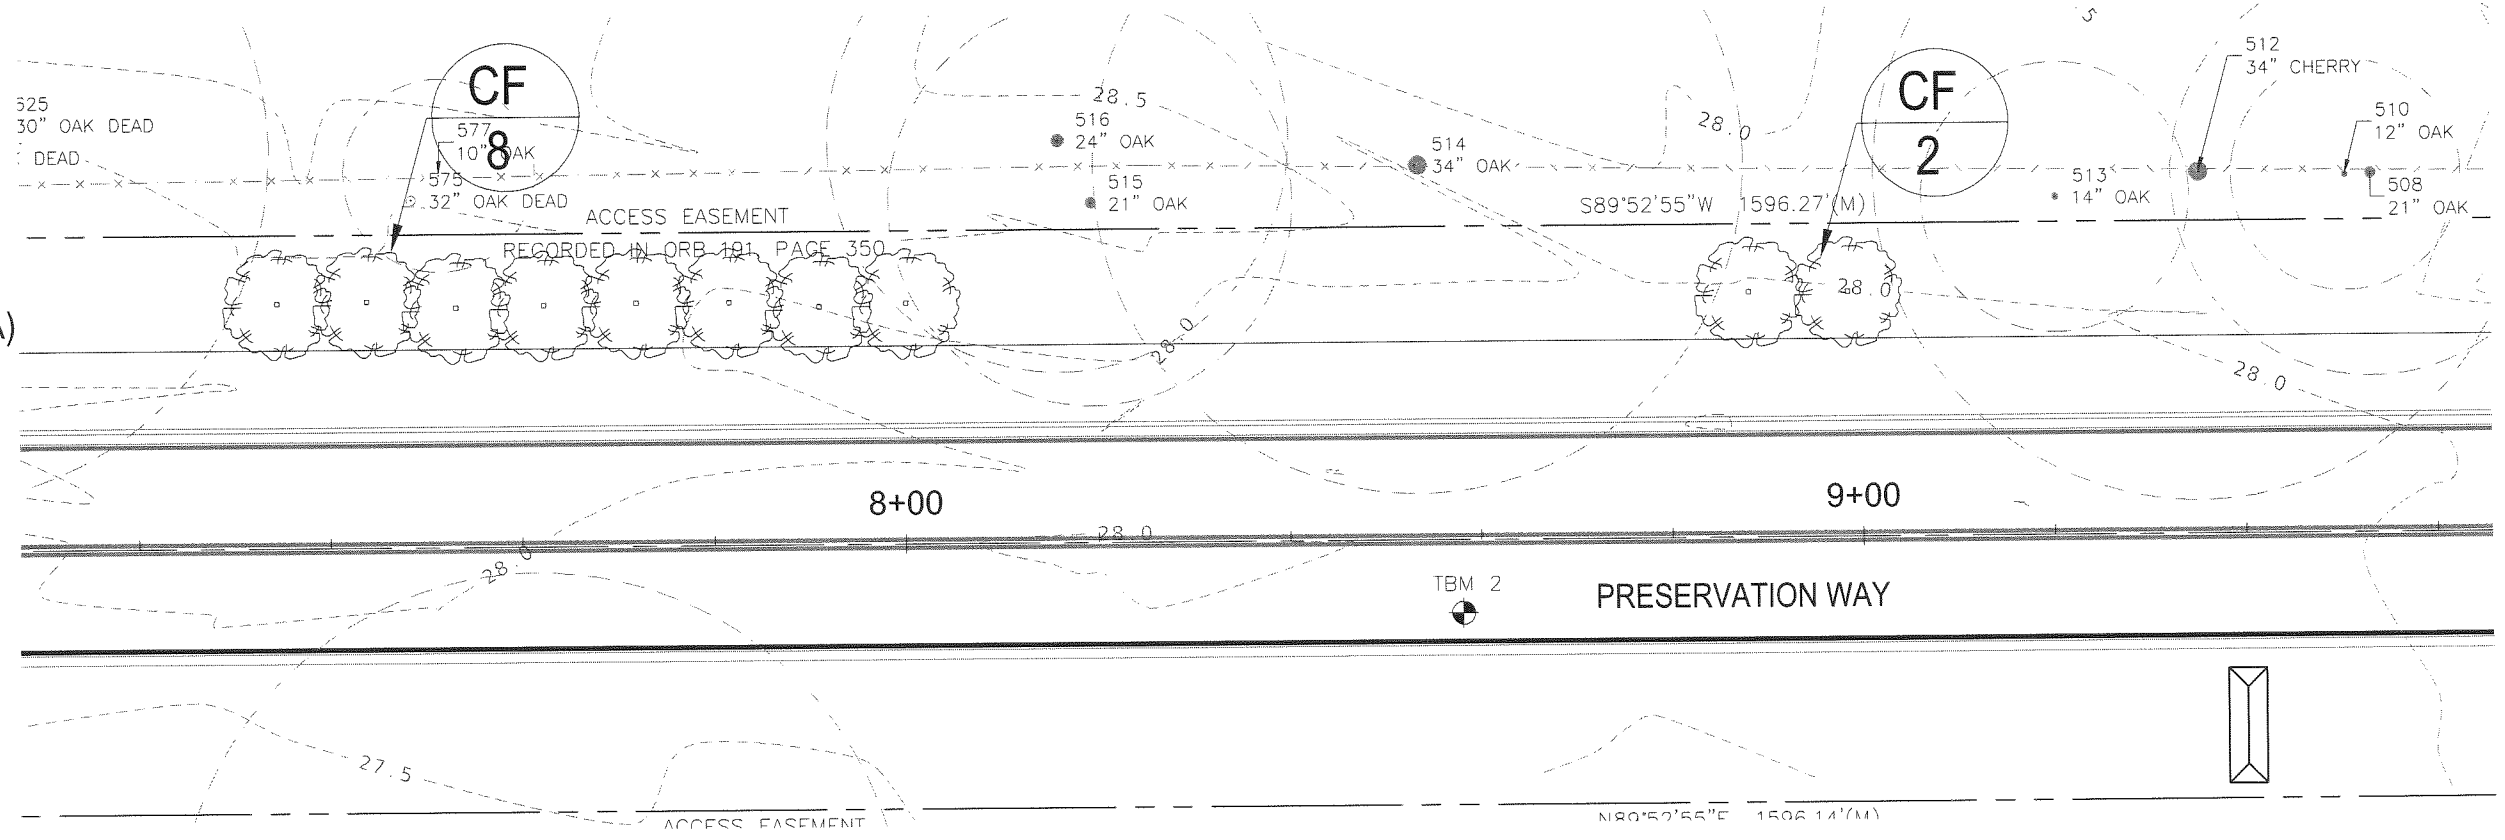 5
512
34" CHERRY
CF
8
CF
2
525
30" OAK DEAD
DEAD
577
10" OAK
28.5
516
24" OAK
28.0
510
12" OAK
514
34" OAK
575
32" OAK DEAD
515
21" OAK
513
14" OAK
508
21" OAK
ACCESS EASEMENT
S89°52'55"W 1596.27'(M)
RECORDED IN ORB 191 PAGE 350
28.0
A)
28.0
28.0
8+00
9+00
28.0
28.0
TBM 2
PRESERVATION WAY
27.5
ACCESS EASEMENT
N89°52'55"E 1596.14'(M)